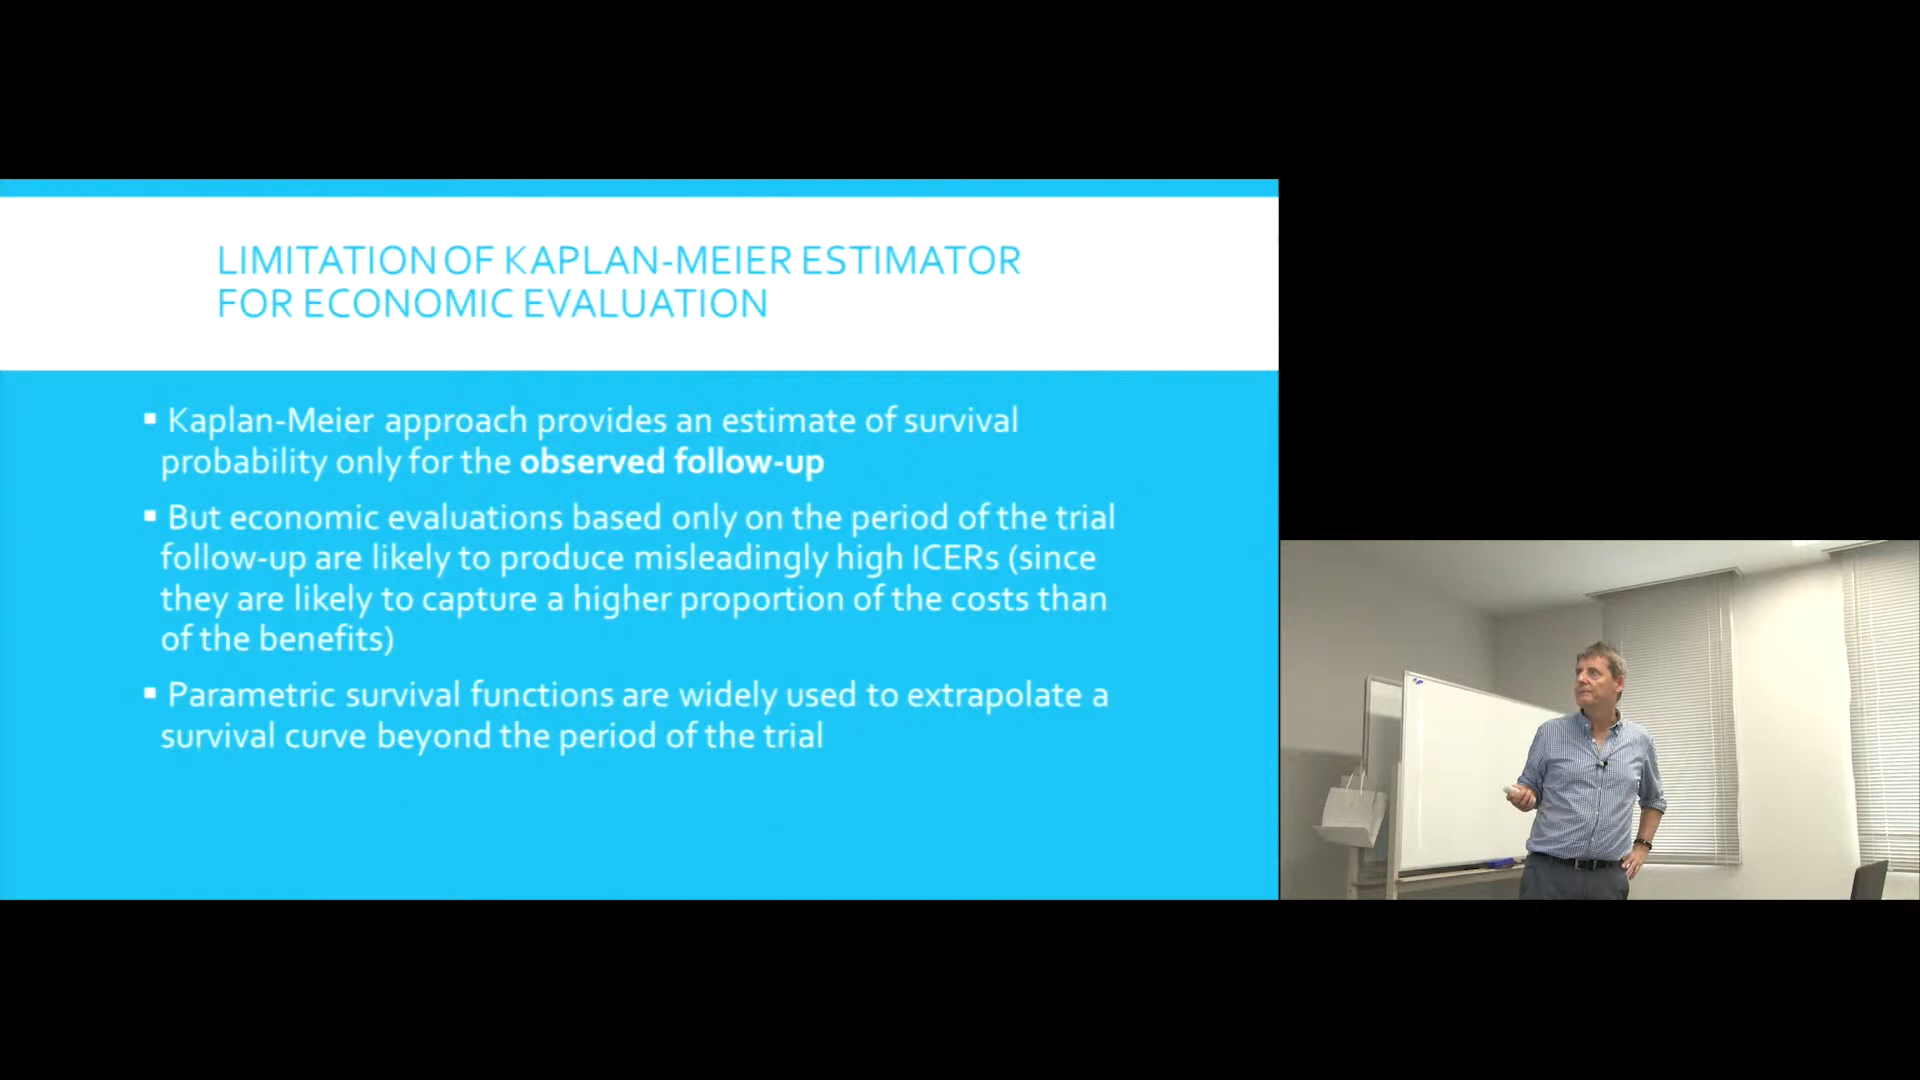 LIMITATION OF KAPLAN-MEIER ESTIMATOR
FOR ECONOMIC EVALUATION
▪ Kaplan-Meier approach provides an estimate of survival
probability only for the observed follow-up
▪ But economic evaluations based only on the period of the trial
follow-up are likely to produce misleadingly high ICERs (since
they are likely to capture a higher proportion of the costs than
of the benefits)
▪ Parametric survival functions are widely used to extrapolate a
survival curve beyond the period of the trial